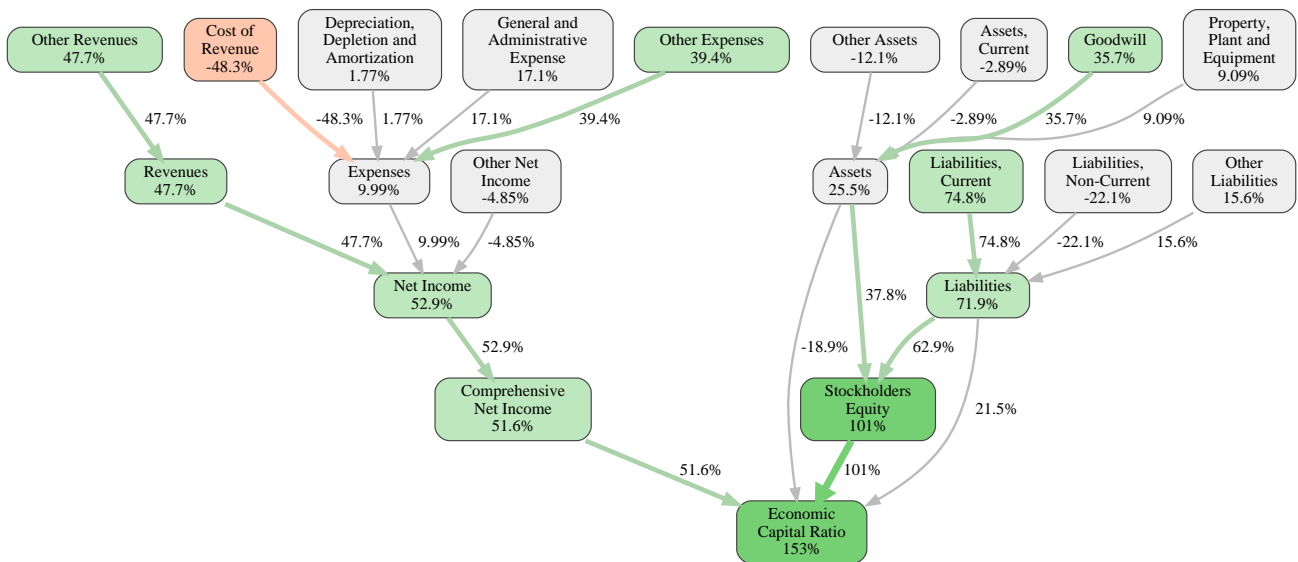 Other Revenues
47.7%
Cost of
Revenue
-48.3%
Depreciation,
Depletion and
Amortization
1.77%
General and
Administrative
Expense
17.1%
Other Expenses
39.4%
Other Assets
-12.1%
Assets,
Current
-2.89%
Goodwill
35.7%
Property,
Plant and
Equipment
9.09%
47.7%
-48.3%
1.77%
17.1%
39.4%
-12.1%
-2.89%
35.7%
9.09%
Revenues
47.7%
Expenses
9.99%
Other Net
Income
-4.85%
Assets
25.5%
Liabilities,
Current
74.8%
Liabilities,
Non-Current
-22.1%
Other
Liabilities
15.6%
47.7%
9.99%
-4.85%
74.8%
-22.1%
15.6%
Net Income
52.9%
37.8%
Liabilities
71.9%
52.9%
-18.9%
62.9%
Comprehensive
Net Income
51.6%
Stockholders
Equity
101%
21.5%
51.6%
101%
Economic
Capital Ratio
153%